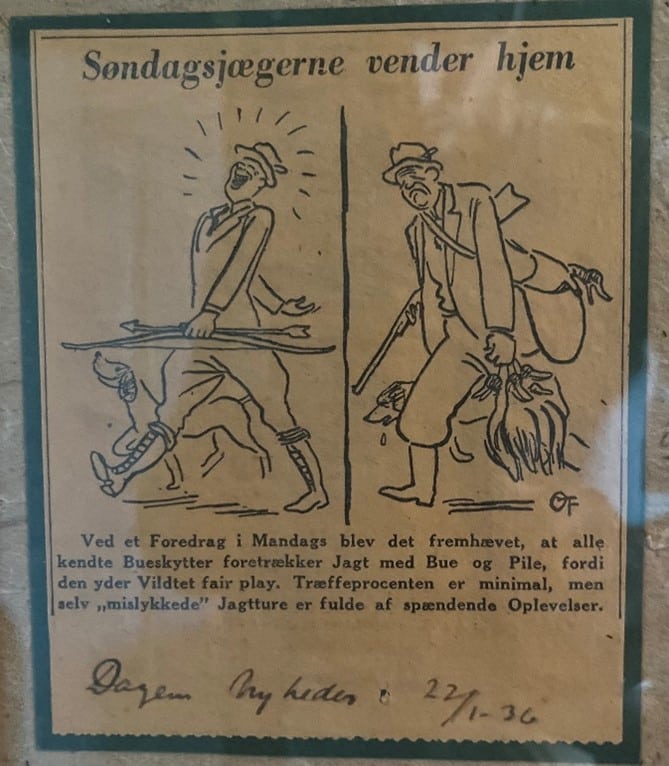 Søndagsjægerne vender hjem
OF
Ved et Foredrag i Mandags blev det fremhævet, at alle
kendte Bueskytter foretrækker Jagt med Bue og Pile, fordi
den yder Vildtet fair play. Træffeprocenten er minimal, men
selv „mislykkede" Jagtture er fulde af spændende Oplevelser.
Dagens Nyheder: 22/1-36